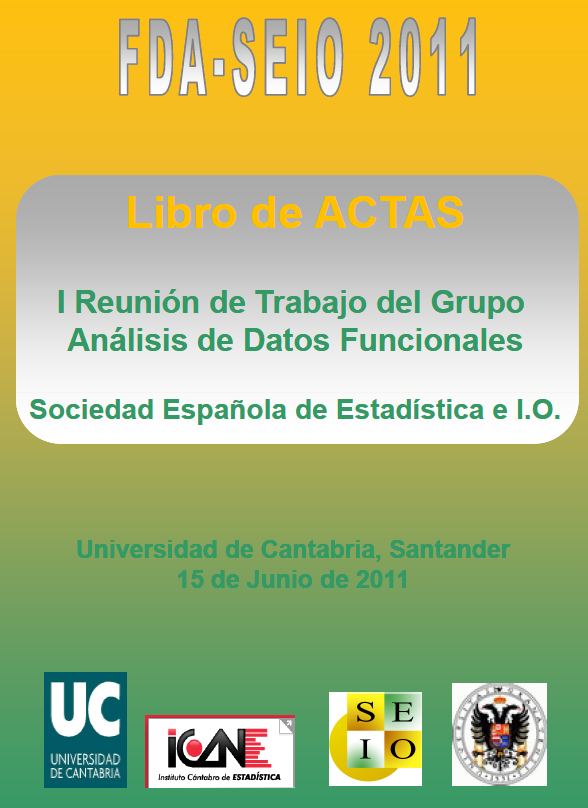 FDA-SEIO 2011
Libro de ACTAS
I Reunión de Trabajo del Grupo
Análisis de Datos Funcionales
Sociedad Española de Estadística e I.O.
Universidad de Cantabria, Santander
15 de Junio de 2011
UC
UNIVERSIDAD
DE CANTABRIA
ICANE
Instituto Cántabro de ESTADÍSTICA
S E
I O